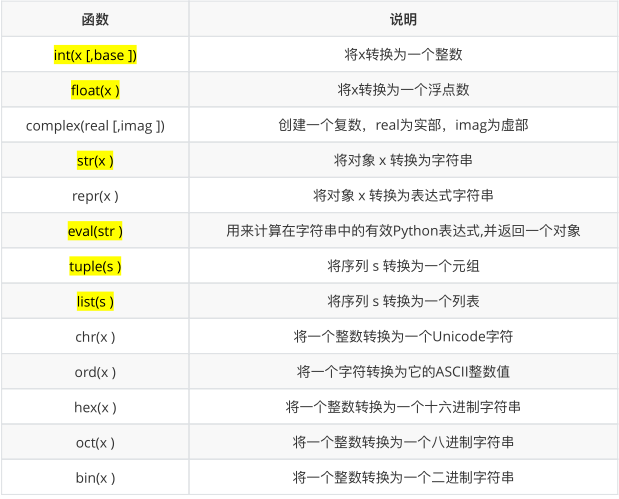 函数 说明
int(x [,base ]) 将x转换为一个整数
float(x ) 将x转换为一个浮点数
complex(real [,imag ]) 创建一个复数，real为实部，imag为虚部
str(x ) 将对象 x 转换为字符串
repr(x ) 将对象 x 转换为表达式字符串
eval(str ) 用来计算在字符串中的有效Python表达式,并返回一个对象
tuple(s ) 将序列 s 转换为一个元组
list(s ) 将序列 s 转换为一个列表
chr(x ) 将一个整数转换为一个Unicode字符
ord(x ) 将一个字符转换为它的ASCII整数值
hex(x ) 将一个整数转换为一个十六进制字符串
oct(x ) 将一个整数转换为一个八进制字符串
bin(x ) 将一个整数转换为一个二进制字符串